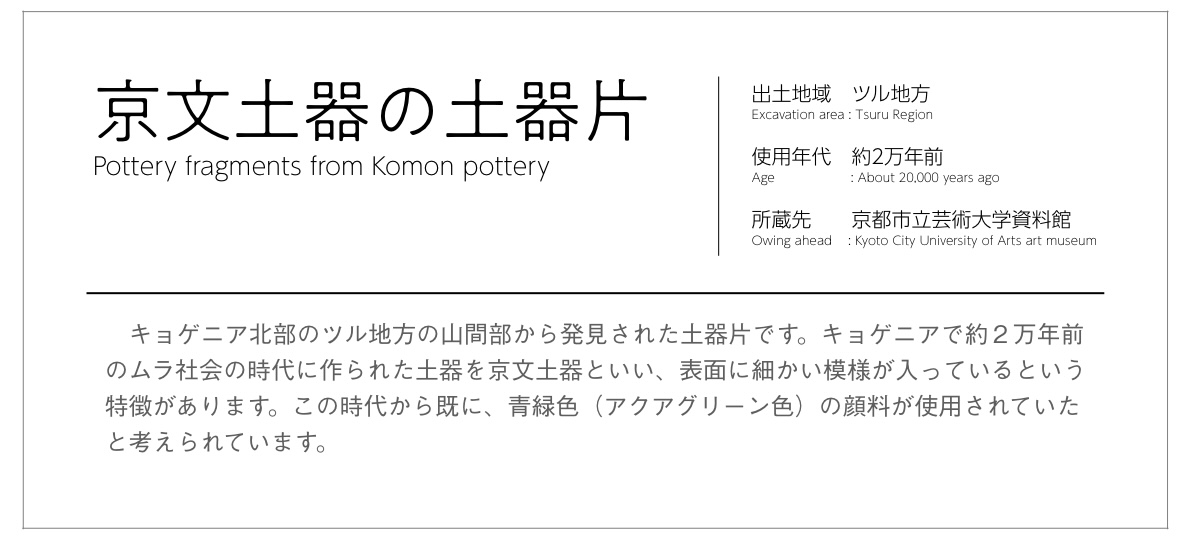 京文土器の土器片
Pottery fragments from Komon pottery
出土地域　ツル地方
Excavation area : Tsuru Region
使用年代　約2万年前
Age : About 20,000 years ago
所蔵先　京都市立芸術大学資料館
Owing ahead : Kyoto City University of Arts art museum
　キョゲニア北部のツル地方の山間部から発見された土器片です。キョゲニアで約２万年前
のムラ社会の時代に作られた土器を京文土器といい、表面に細かい模様が入っているという
特徴があります。この時代から既に、青緑色（アクアグリーン色）の顔料が使用されていた
と考えられています。